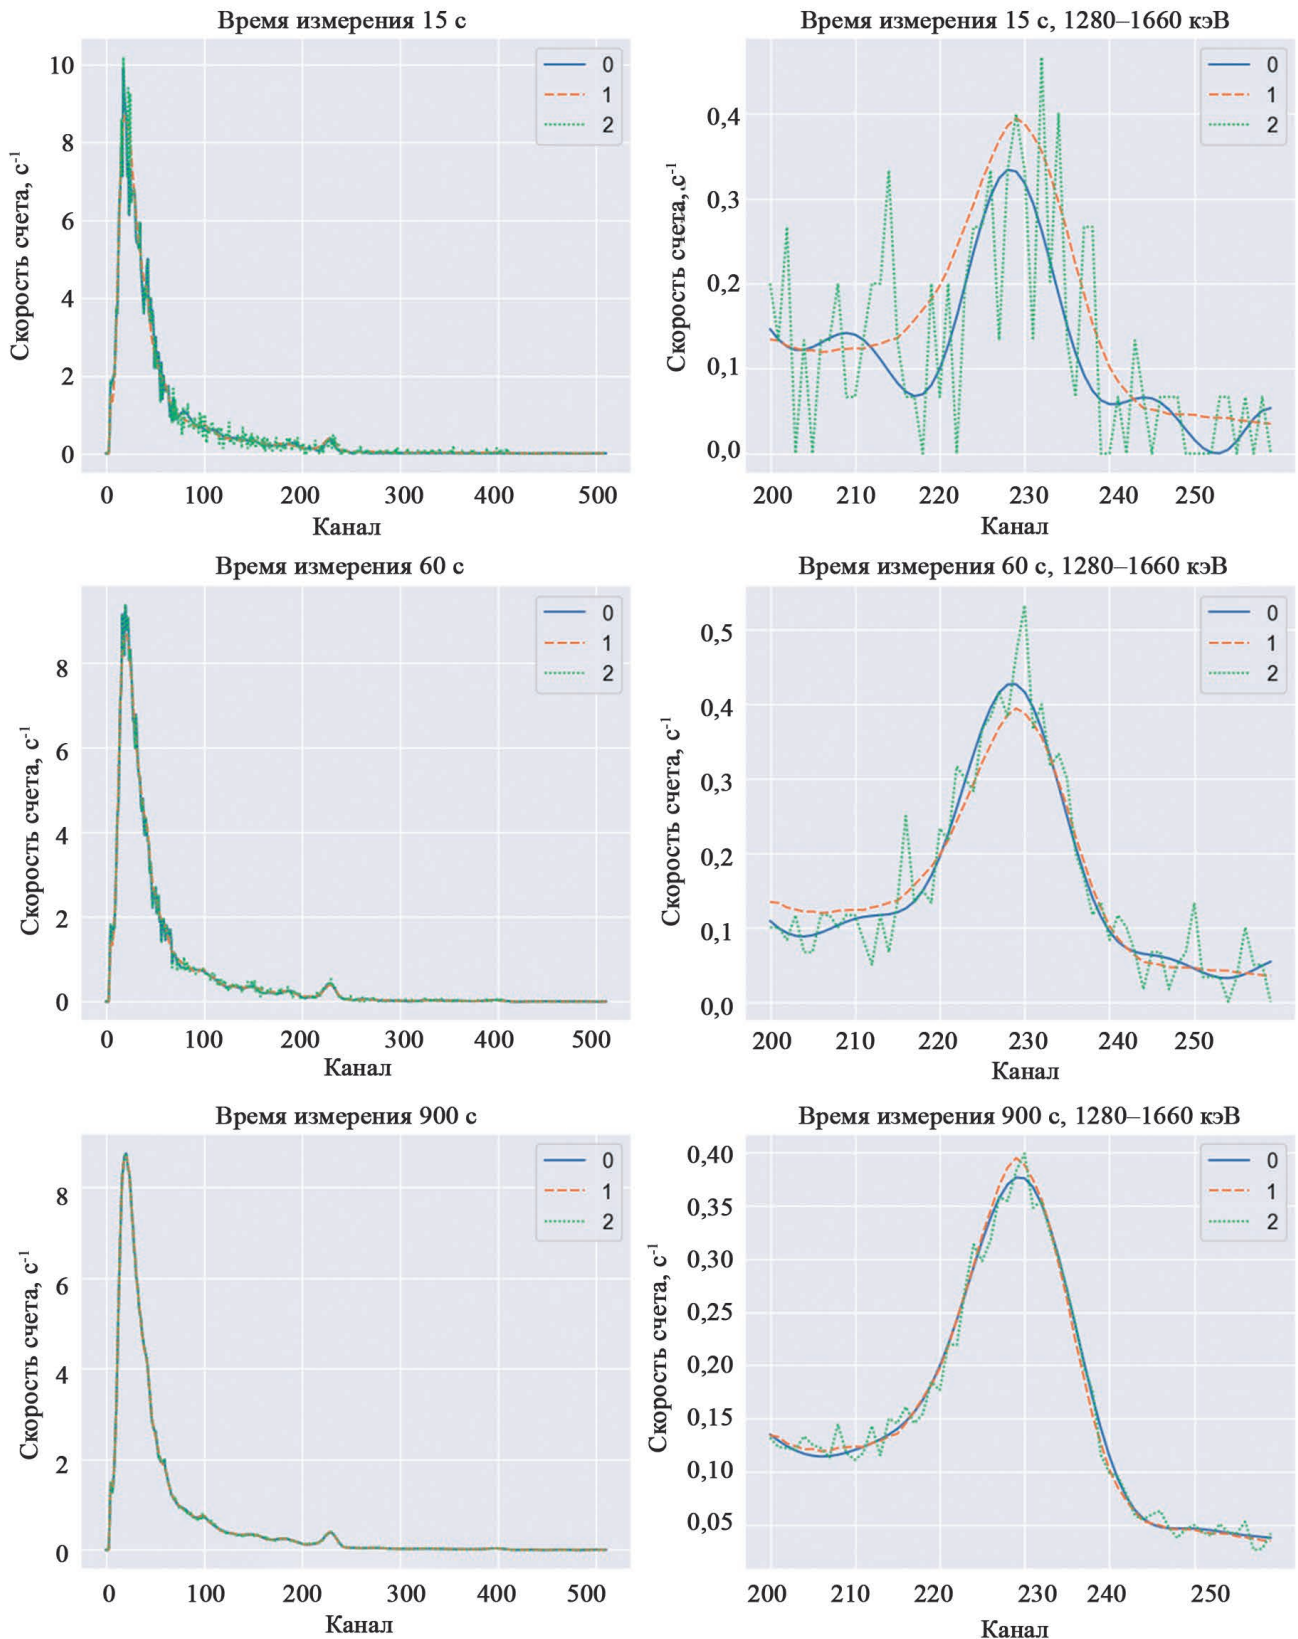 Время измерения 15 с
Скорость счета, с-1
10
8
6
4
2
0
0
1
2
0 100 200 300 400 500
Канал
Время измерения 15 с, 1280–1660 кэВ
Скорость счета,.с-1
0,4
0,3
0,2
0,1
0,0
0
1
2
200 210 220 230 240 250
Канал
Время измерения 60 с
Скорость счета, с-1
8
6
4
2
0
0
1
2
0 100 200 300 400 500
Канал
Время измерения 60 с, 1280–1660 кэВ
Скорость счета, с-1
0,5
0,4
0,3
0,2
0,1
0,0
0
1
2
200 210 220 230 240 250
Канал
Время измерения 900 с
Скорость счета, с-1
8
6
4
2
0
0
1
2
0 100 200 300 400 500
Канал
Время измерения 900 с, 1280–1660 кэВ
Скорость счета, с-1
0,40
0,35
0,30
0,25
0,20
0,15
0,10
0,05
0
1
2
200 210 220 230 240 250
Канал